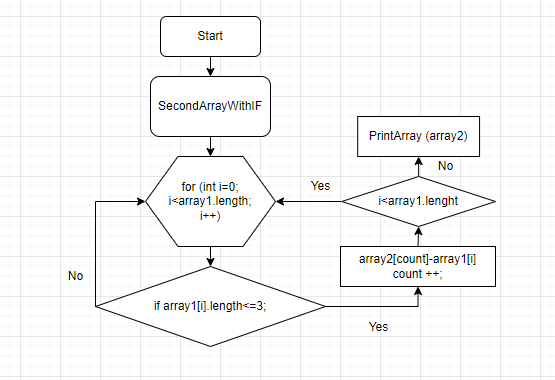 Start
SecondArrayWithIF
for (int i=0;
i<array1.length;
i++)
if array1[i].length<=3;
No
Yes
array2[count]-array1[i]
count ++;
i<array1.lenght
Yes
No
PrintArray (array2)